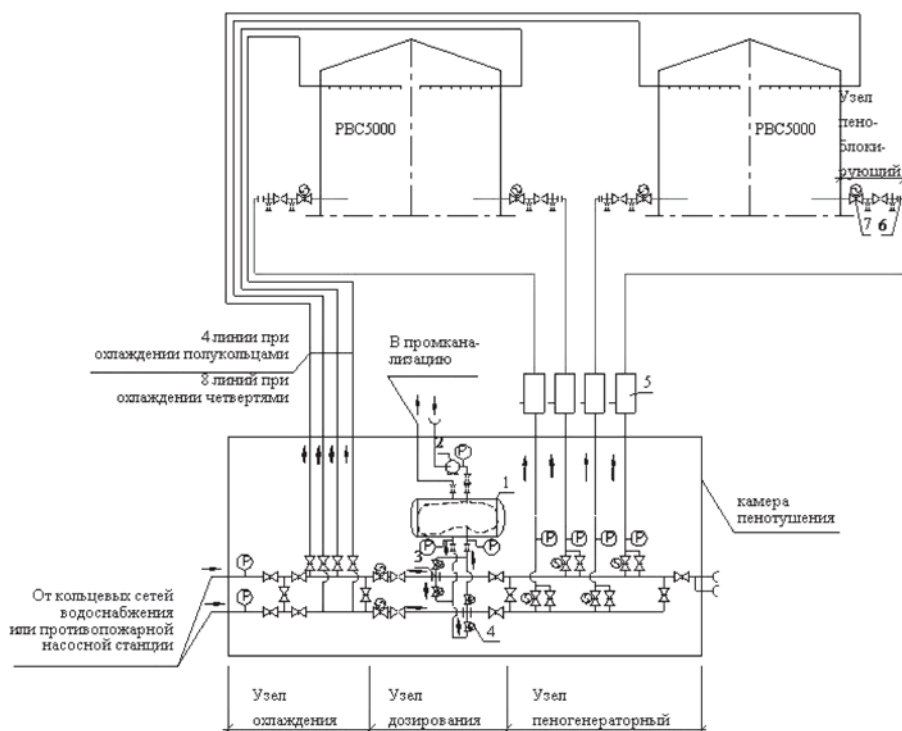 РВС5000
РВС5000
Узел
пено-
блоки-
рующий
7 6
4 линии при
охлаждении полукольцами
8 линий при
охлаждении четвертями
В промкана-
лизацию
5
2
P
1
камера
пенотушения
P
P
P
P
P
3
P
P
P
От кольцевых сетей
водоснабжения
или противопожарной
насосной станции
4
Узел
охлаждения
Узел
дозирования
Узел
пеногенераторный